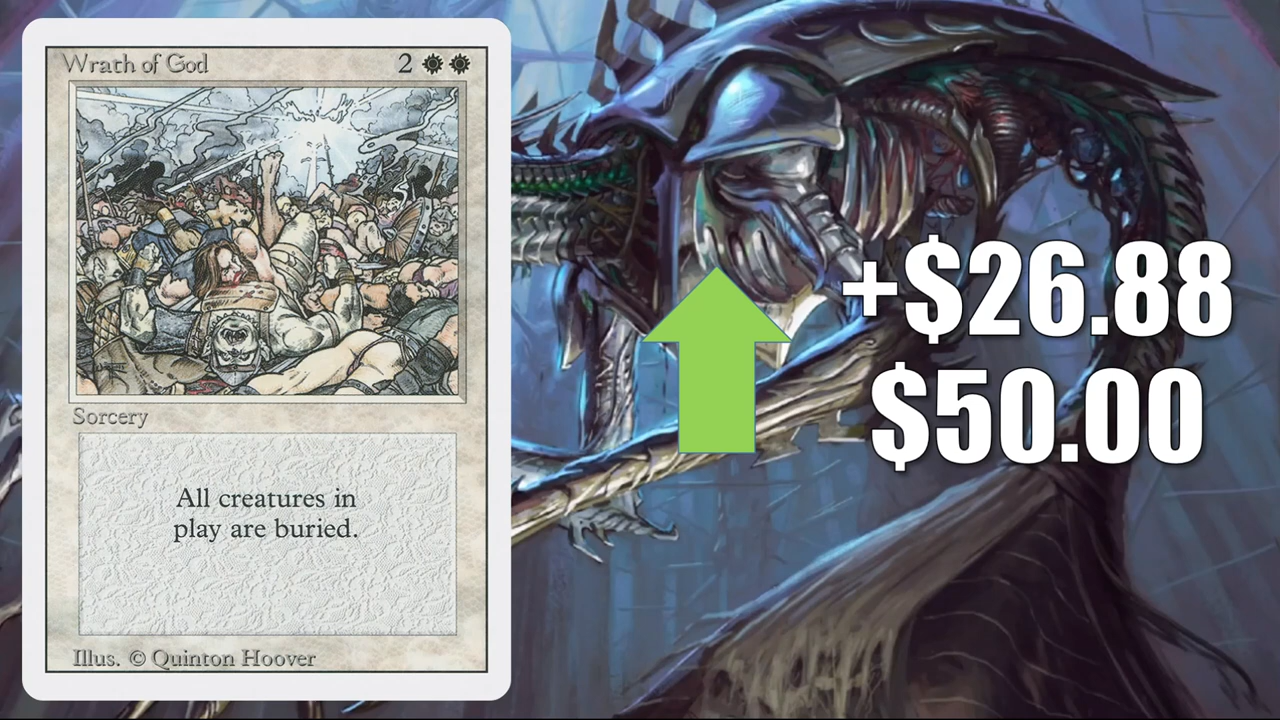 Wrath of God 2
Sorcery
All creatures in
play are buried.
Illus. © Quinton Hoover
+$26.88
$50.00